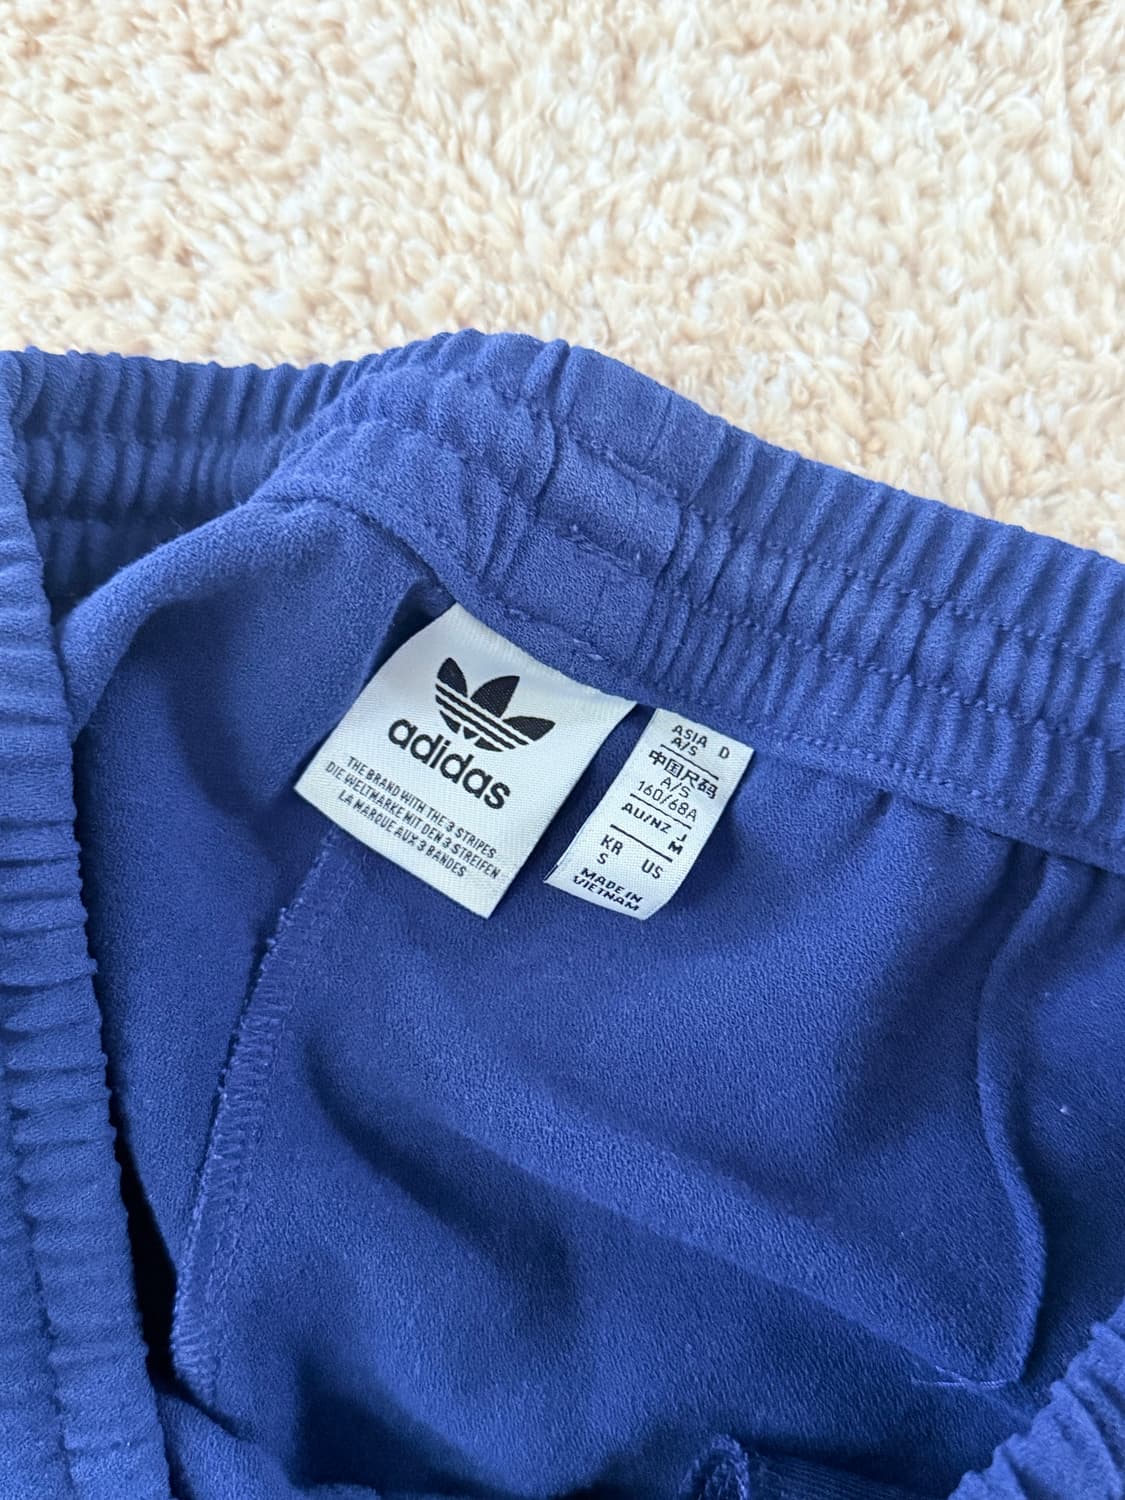 adidas
THE BRAND WITH THE 3 STRIPES
DIE WELTMARKE MIT DEN 3 STREIFEN
LA MARQUE AUX 3 BANDES
ASIA D
A/S
中国尺码
A/S
160/68A
AU/NZ J
M
KR US
S
MADE IN
VIETNAM